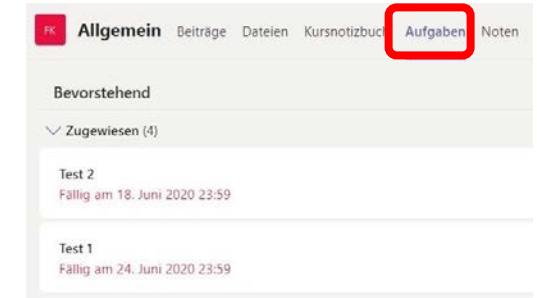 FK Allgemein Beiträge Dateien Kursnotizbuch Aufgaben Noten
Bevorstehend
Zugewiesen (4)
Test 2
Fällig am 18. Juni 2020 23:59
Test 1
Fällig am 24. Juni 2020 23:59